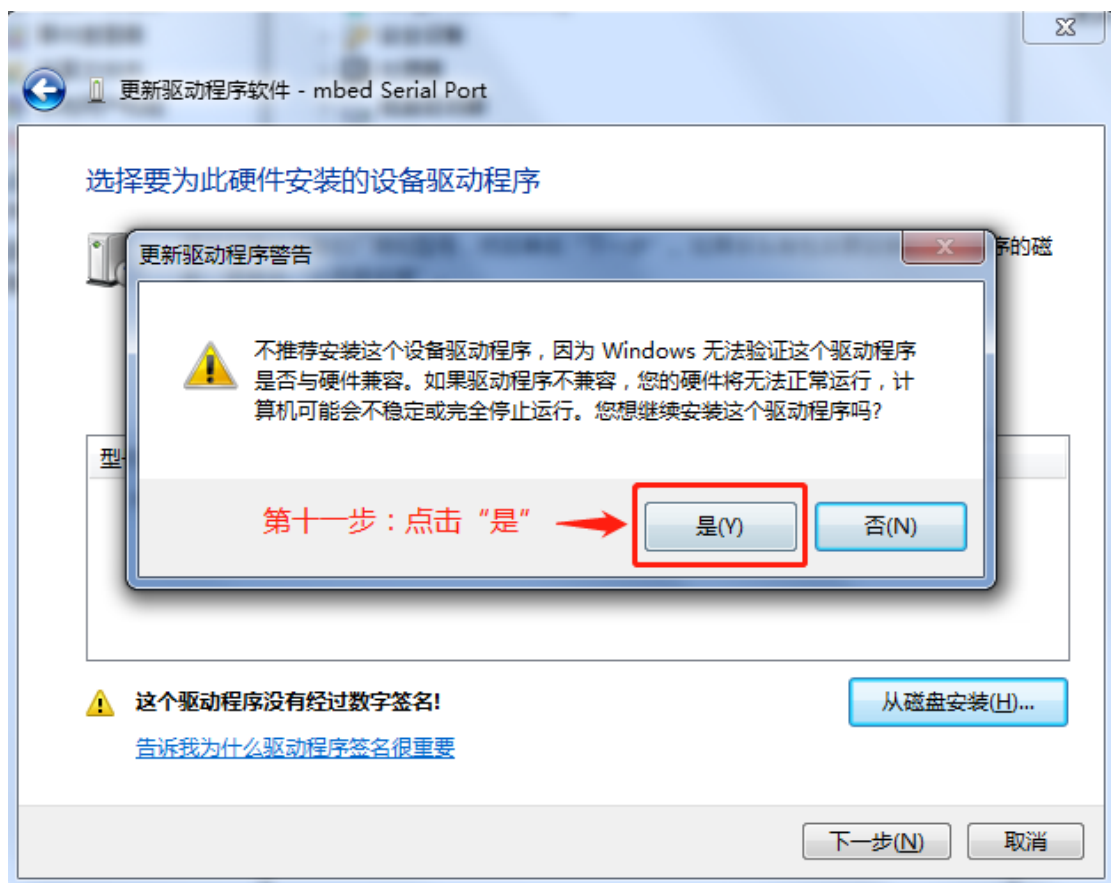 更新驱动程序软件 - mbed Serial Port
选择要为此硬件安装的设备驱动程序
序的磁
更新驱动程序警告
不推荐安装这个设备驱动程序，因为 Windows 无法验证这个驱动程序
是否与硬件兼容。如果驱动程序不兼容，您的硬件将无法正常运行，计
算机可能会不稳定或完全停止运行。您想继续安装这个驱动程序吗?
型
第十一步：点击“是”
是(Y)
否(N)
这个驱动程序没有经过数字签名!
从磁盘安装(H)...
告诉我为什么驱动程序签名很重要
下一步(N)
取消